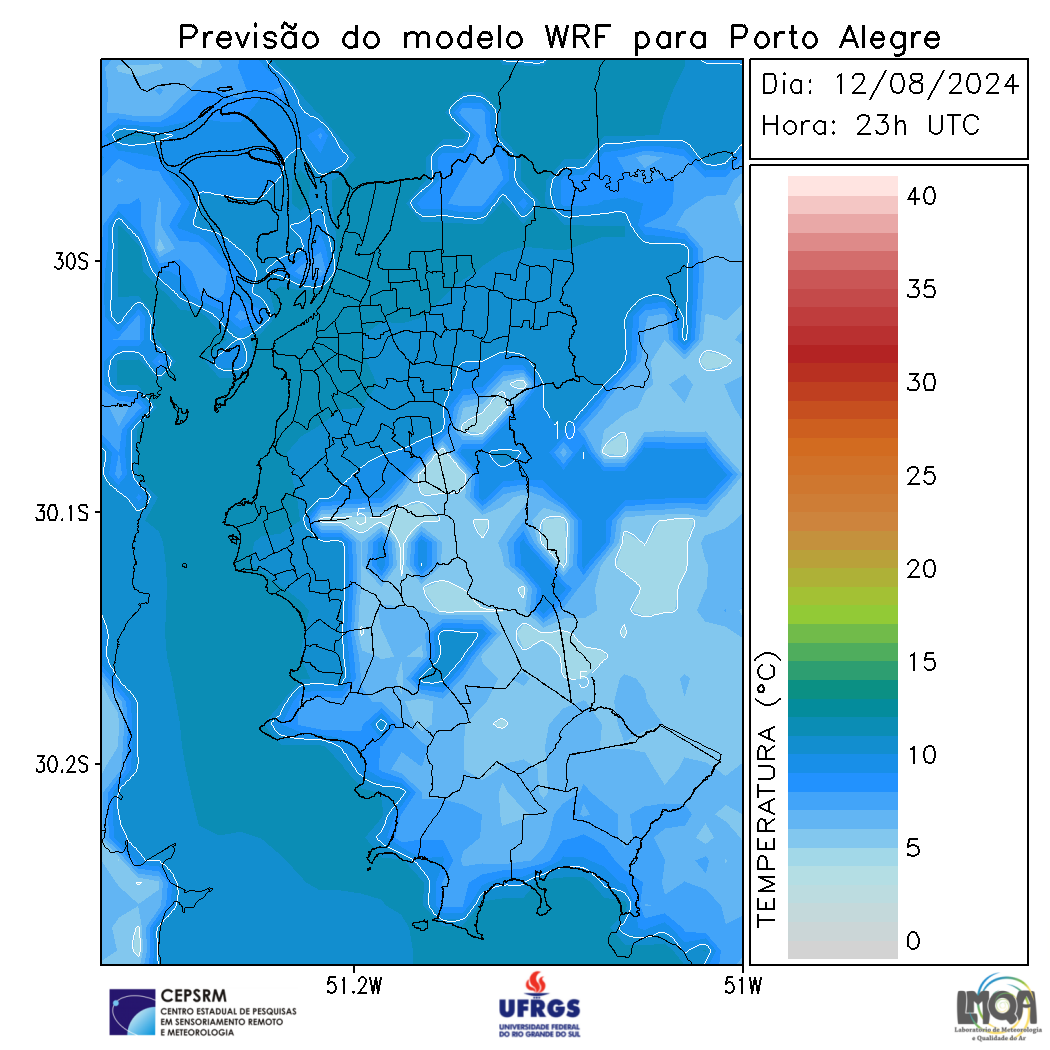 Previsão do modelo WRF para Porto Alegre
Dia: 12/08/2024
Hora: 23h UTC
40
35
30
25
20
15
10
5
0
TEMPERATURA (°C)
30S
30.1S
30.2S
51.2W
51W
10
5
5
CEPSRM
CENTRO ESTADUAL DE PESQUISAS
EM SENSORIAMENTO REMOTO
E METEOROLOGIA
UFRGS
UNIVERSIDADE FEDERAL
DO RIO GRANDE DO SUL
LMQA
Laboratório de Meteorologia
e Qualidade do Ar